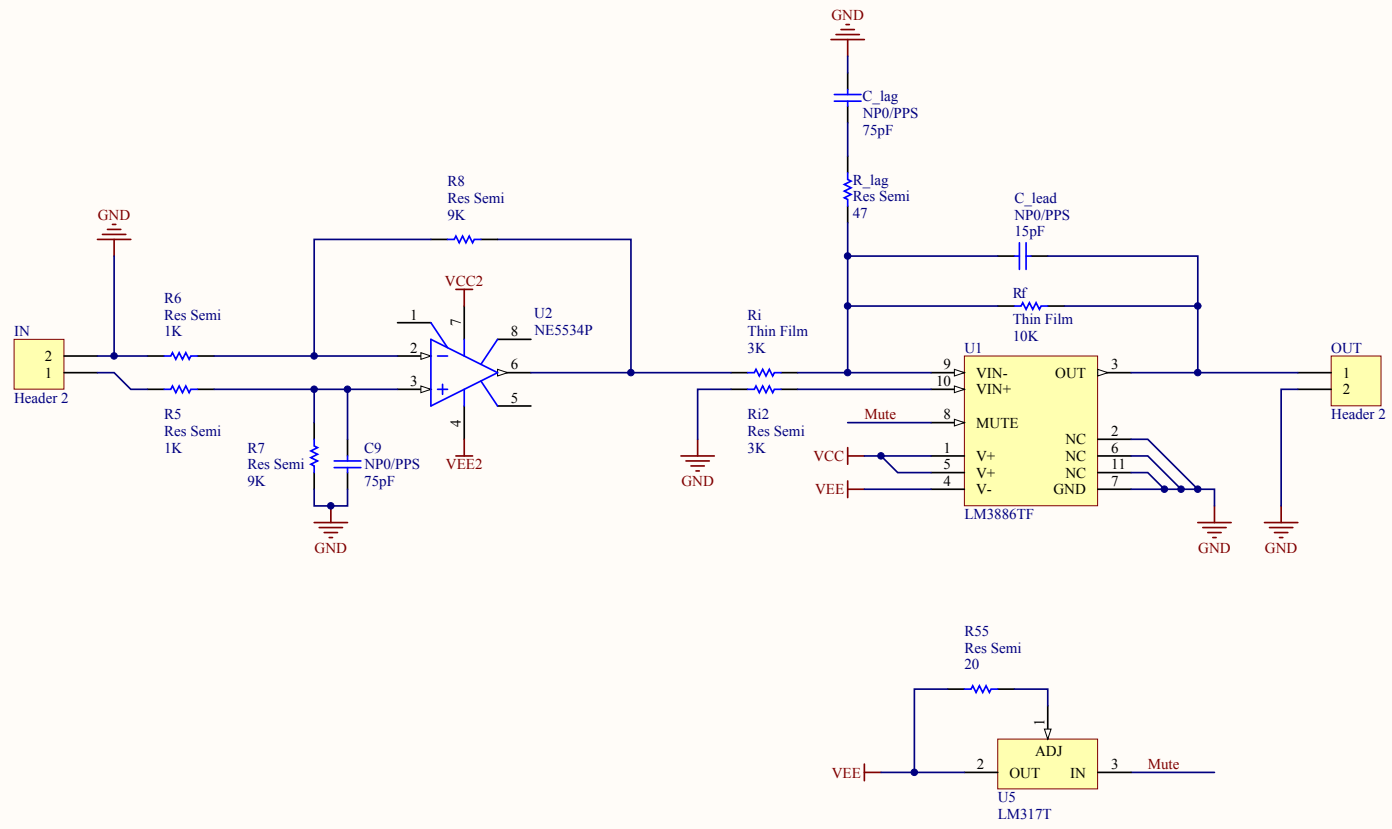 GND
C_lag
NP0/PPS
75pF
R8
Res Semi
9K
R_lag
Res Semi
47
C_lead
NP0/PPS
15pF
GND
VCC2
R6
Res Semi
1K
1
7
8
U2
NE5534P
Rf
Thin Film
10K
Ri
Thin Film
3K
IN
2
1
Header 2
2
3
6
5
4
VEE2
R5
Res Semi
1K
R7
Res Semi
9K
C9
NP0/PPS
75pF
GND
Ri2
Res Semi
3K
GND
U1
9 VIN- OUT 3
10 VIN+
Mute 8 MUTE
NC 2
VCC 1 V+ NC 6
5 V+ NC 11
VEE 4 V- GND 7
LM3886TF
OUT
1
2
Header 2
GND
GND
R55
Res Semi
20
1
ADJ
VEE 2 OUT IN 3 Mute
U5
LM317T